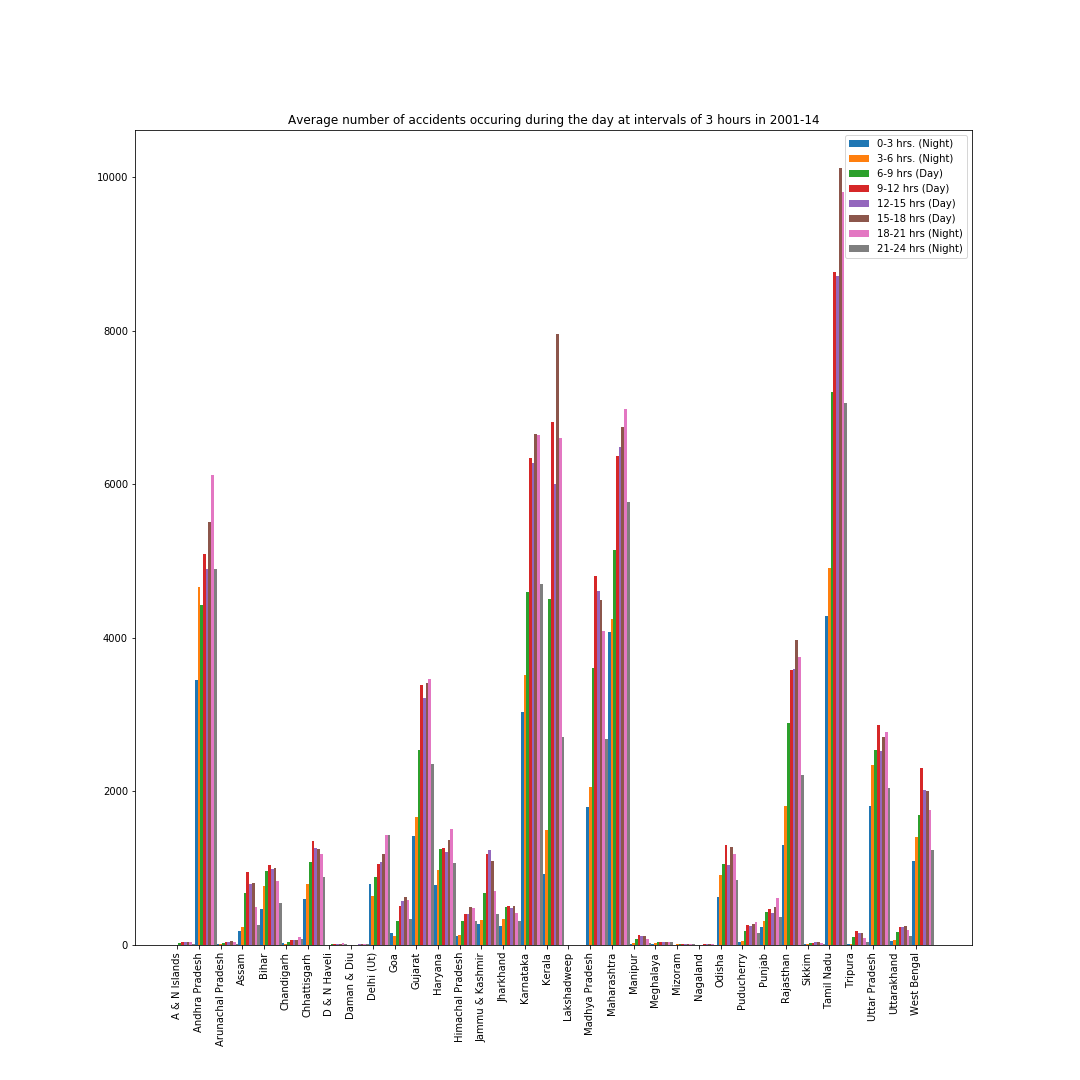 Average number of accidents occuring during the day at intervals of 3 hours in 2001-14
0-3 hrs. (Night)
3-6 hrs. (Night)
6-9 hrs (Day)
9-12 hrs (Day)
12-15 hrs (Day)
15-18 hrs (Day)
18-21 hrs (Night)
21-24 hrs (Night)
10000
8000
6000
4000
2000
0
A & N Islands
Andhra Pradesh
Arunachal Pradesh
Assam
Bihar
Chandigarh
Chhattisgarh
D & N Haveli
Daman & Diu
Delhi (Ut)
Goa
Gujarat
Haryana
Himachal Pradesh
Jammu & Kashmir
Jharkhand
Karnataka
Kerala
Lakshadweep
Madhya Pradesh
Maharashtra
Manipur
Meghalaya
Mizoram
Nagaland
Odisha
Puducherry
Punjab
Rajasthan
Sikkim
Tamil Nadu
Tripura
Uttar Pradesh
Uttarakhand
West Bengal